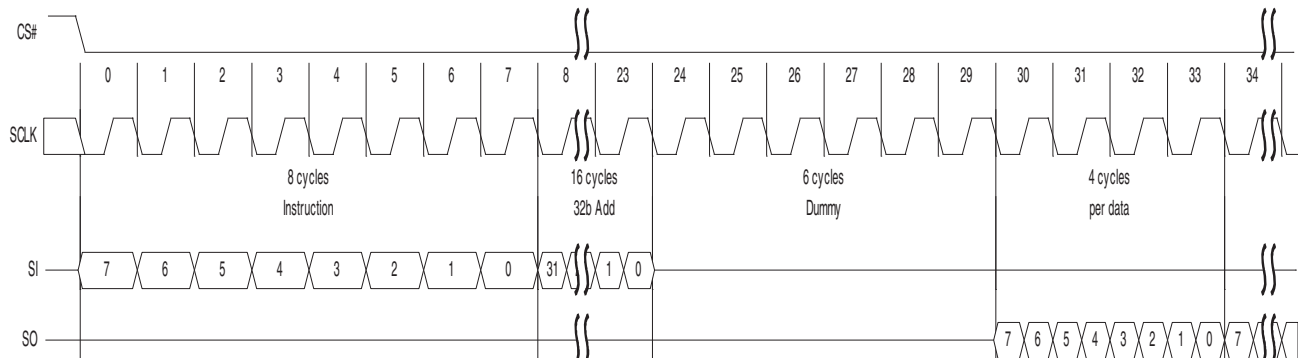 CS#
0 1 2 3 4 5 6 7 8 23 24 25 26 27 28 29 30 31 32 33 34
SCLK
8 cycles 16 cycles 6 cycles 4 cycles
Instruction 32b Add Dummy per data
SI 7 6 5 4 3 2 1 0 31 1 0
SO 7 6 5 4 3 2 1 0 7